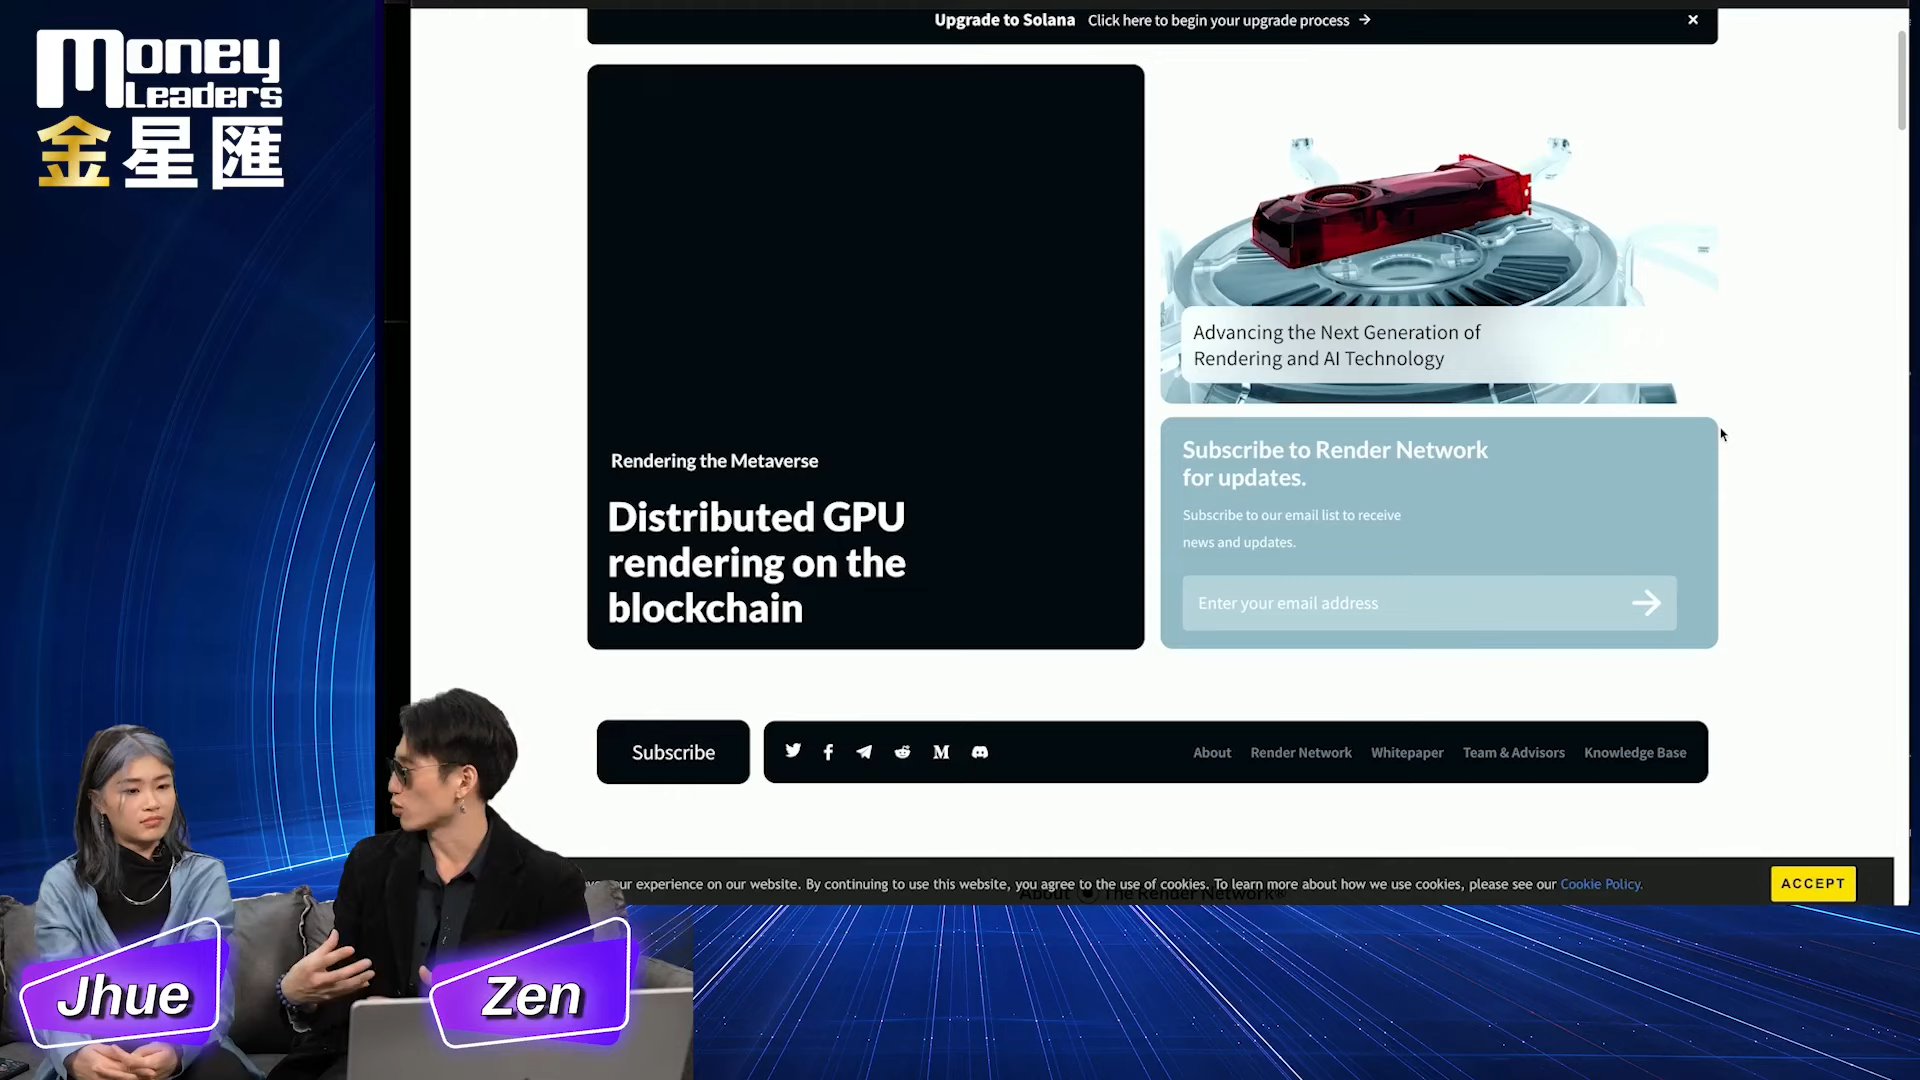 Money
Leaders
金星匯
Upgrade to Solana Click here to begin your upgrade process →
Advancing the Next Generation of
Rendering and AI Technology
Rendering the Metaverse
Distributed GPU
rendering on the
blockchain
Subscribe to Render Network
for updates.
Subscribe to our email list to receive
news and updates.
Enter your email address
Subscribe
About Render Network Whitepaper Team & Advisors Knowledge Base
ur experience on our website. By continuing to use this website, you agree to the use of cookies. To learn more about how we use cookies, please see our Cookie Policy.
ACCEPT
About The Render Network®
Jhue
Zen